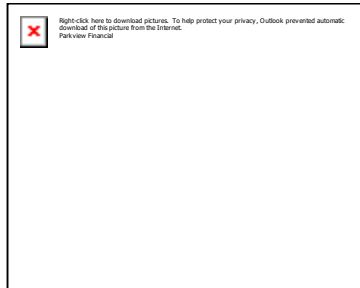 Right-click here to download pictures. To help protect your privacy, Outlook prevented automatic
download of this picture from the Internet.
Parkview Financial